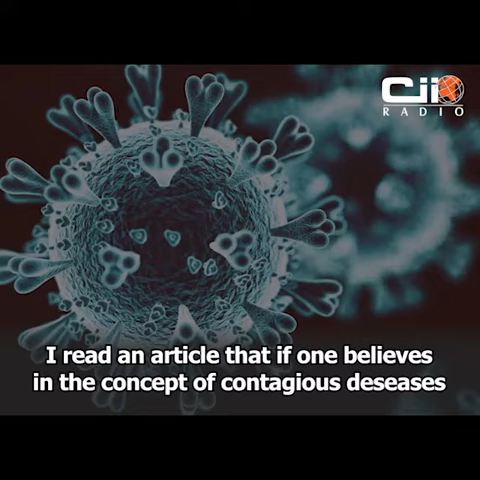 Cii
RADIO
I read an article that if one believes
in the concept of contagious deseases